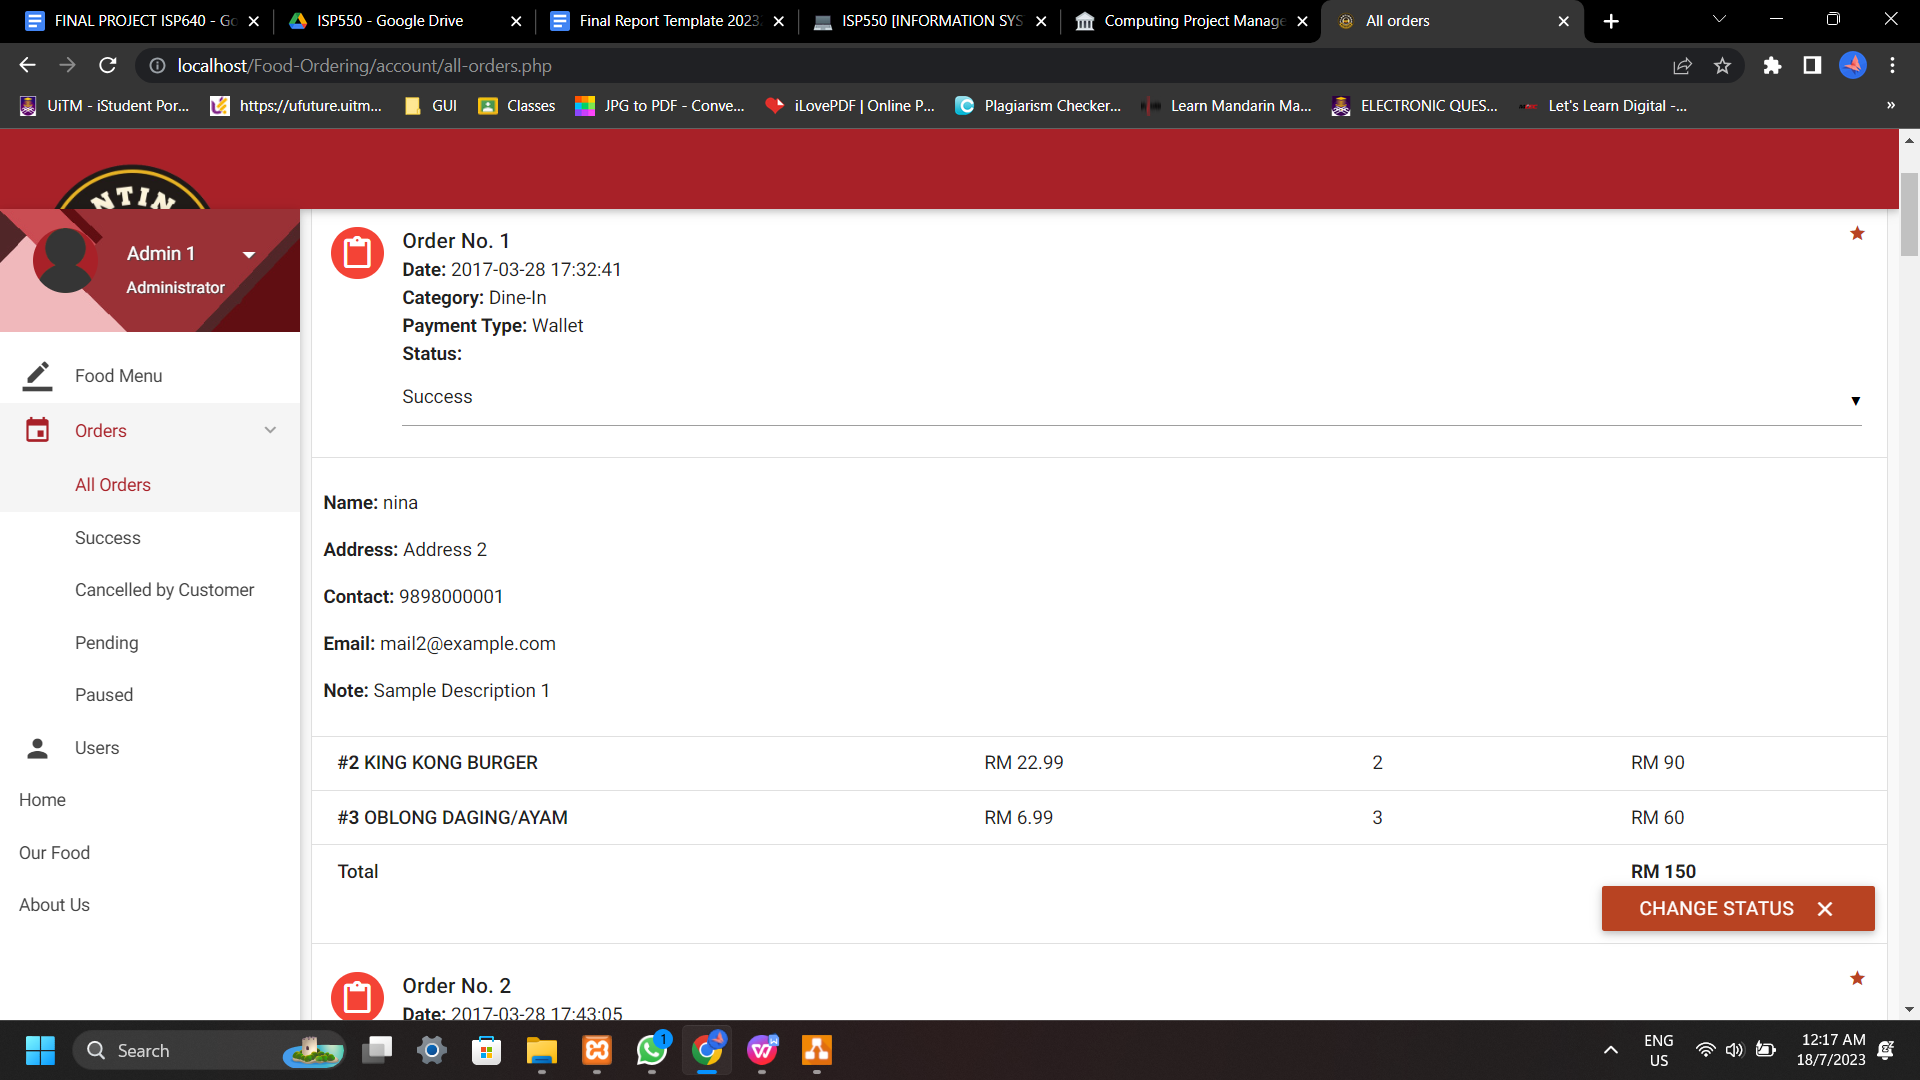 FINAL PROJECT ISP640 - Go
ISP550 - Google Drive
Final Report Template 2023
ISP550 [INFORMATION SYS
Computing Project Manage
All orders
localhost/Food-Ordering/account/all-orders.php
UiTM - iStudent Por...
https://ufuture.uitm...
GUI
Classes
JPG to PDF - Conve...
iLovePDF | Online P...
Plagiarism Checker...
Learn Mandarin Ma...
ELECTRONIC QUES...
Let's Learn Digital -...
»
NTIN
Admin 1
Administrator
Food Menu
Orders
All Orders
Success
Cancelled by Customer
Pending
Paused
Users
Home
Our Food
About Us
Order No. 1
Date: 2017-03-28 17:32:41
Category: Dine-In
Payment Type: Wallet
Status:
Success
Name: nina
Address: Address 2
Contact: 9898000001
Email: mail2@example.com
Note: Sample Description 1
#2 KING KONG BURGER RM 22.99 2 RM 90
#3 OBLONG DAGING/AYAM RM 6.99 3 RM 60
Total RM 150
CHANGE STATUS
Order No. 2
Date: 2017-03-28 17:43:05
Search
1
ENG
US
12:17 AM
18/7/2023